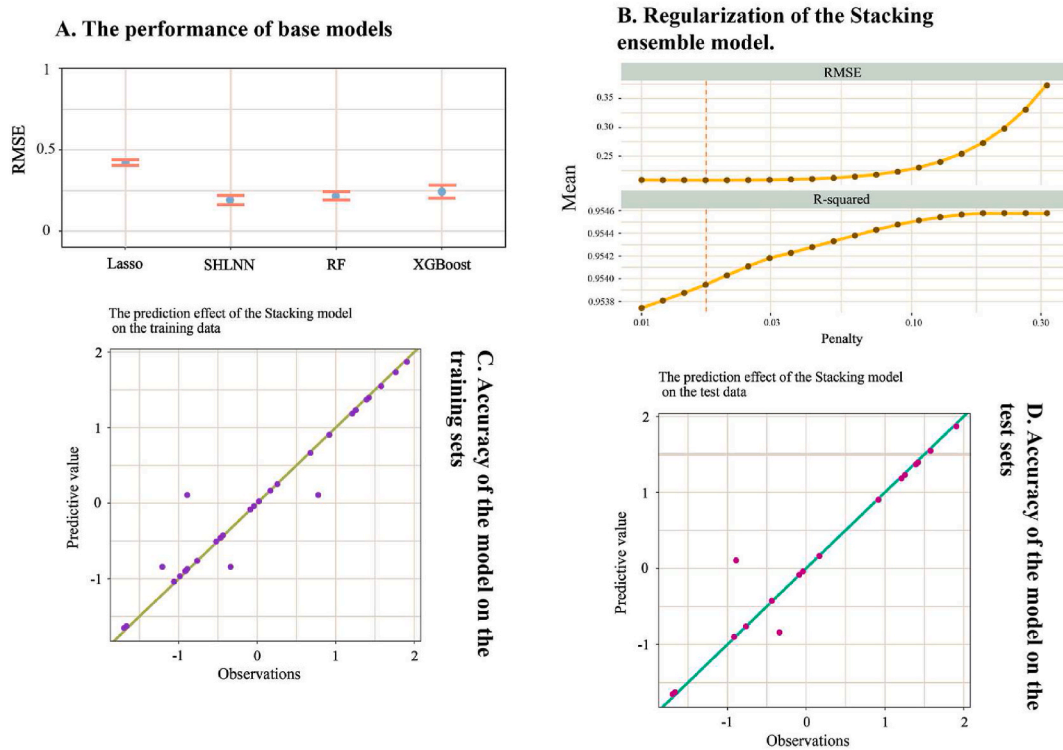 A. The performance of base models
1
0.5
0
RMSE
Lasso
SHLNN
RF
XGBoost
B. Regularization of the Stacking
ensemble model.
RMSE
0.35
0.30
0.25
Mean
R-squared
0.9546
0.9544
0.9542
0.9540
0.9538
0.01
0.03
0.10
0.30
Penalty
The prediction effect of the Stacking model
on the training data
2
1
0
-1
Predictive value
-1
0
1
2
Observations
C. Accuracy of the model on the
training sets
The prediction effect of the Stacking model
on the test data
2
1
0
-1
Predictive value
-1
0
1
2
Observations
D. Accuracy of the model on the
test sets